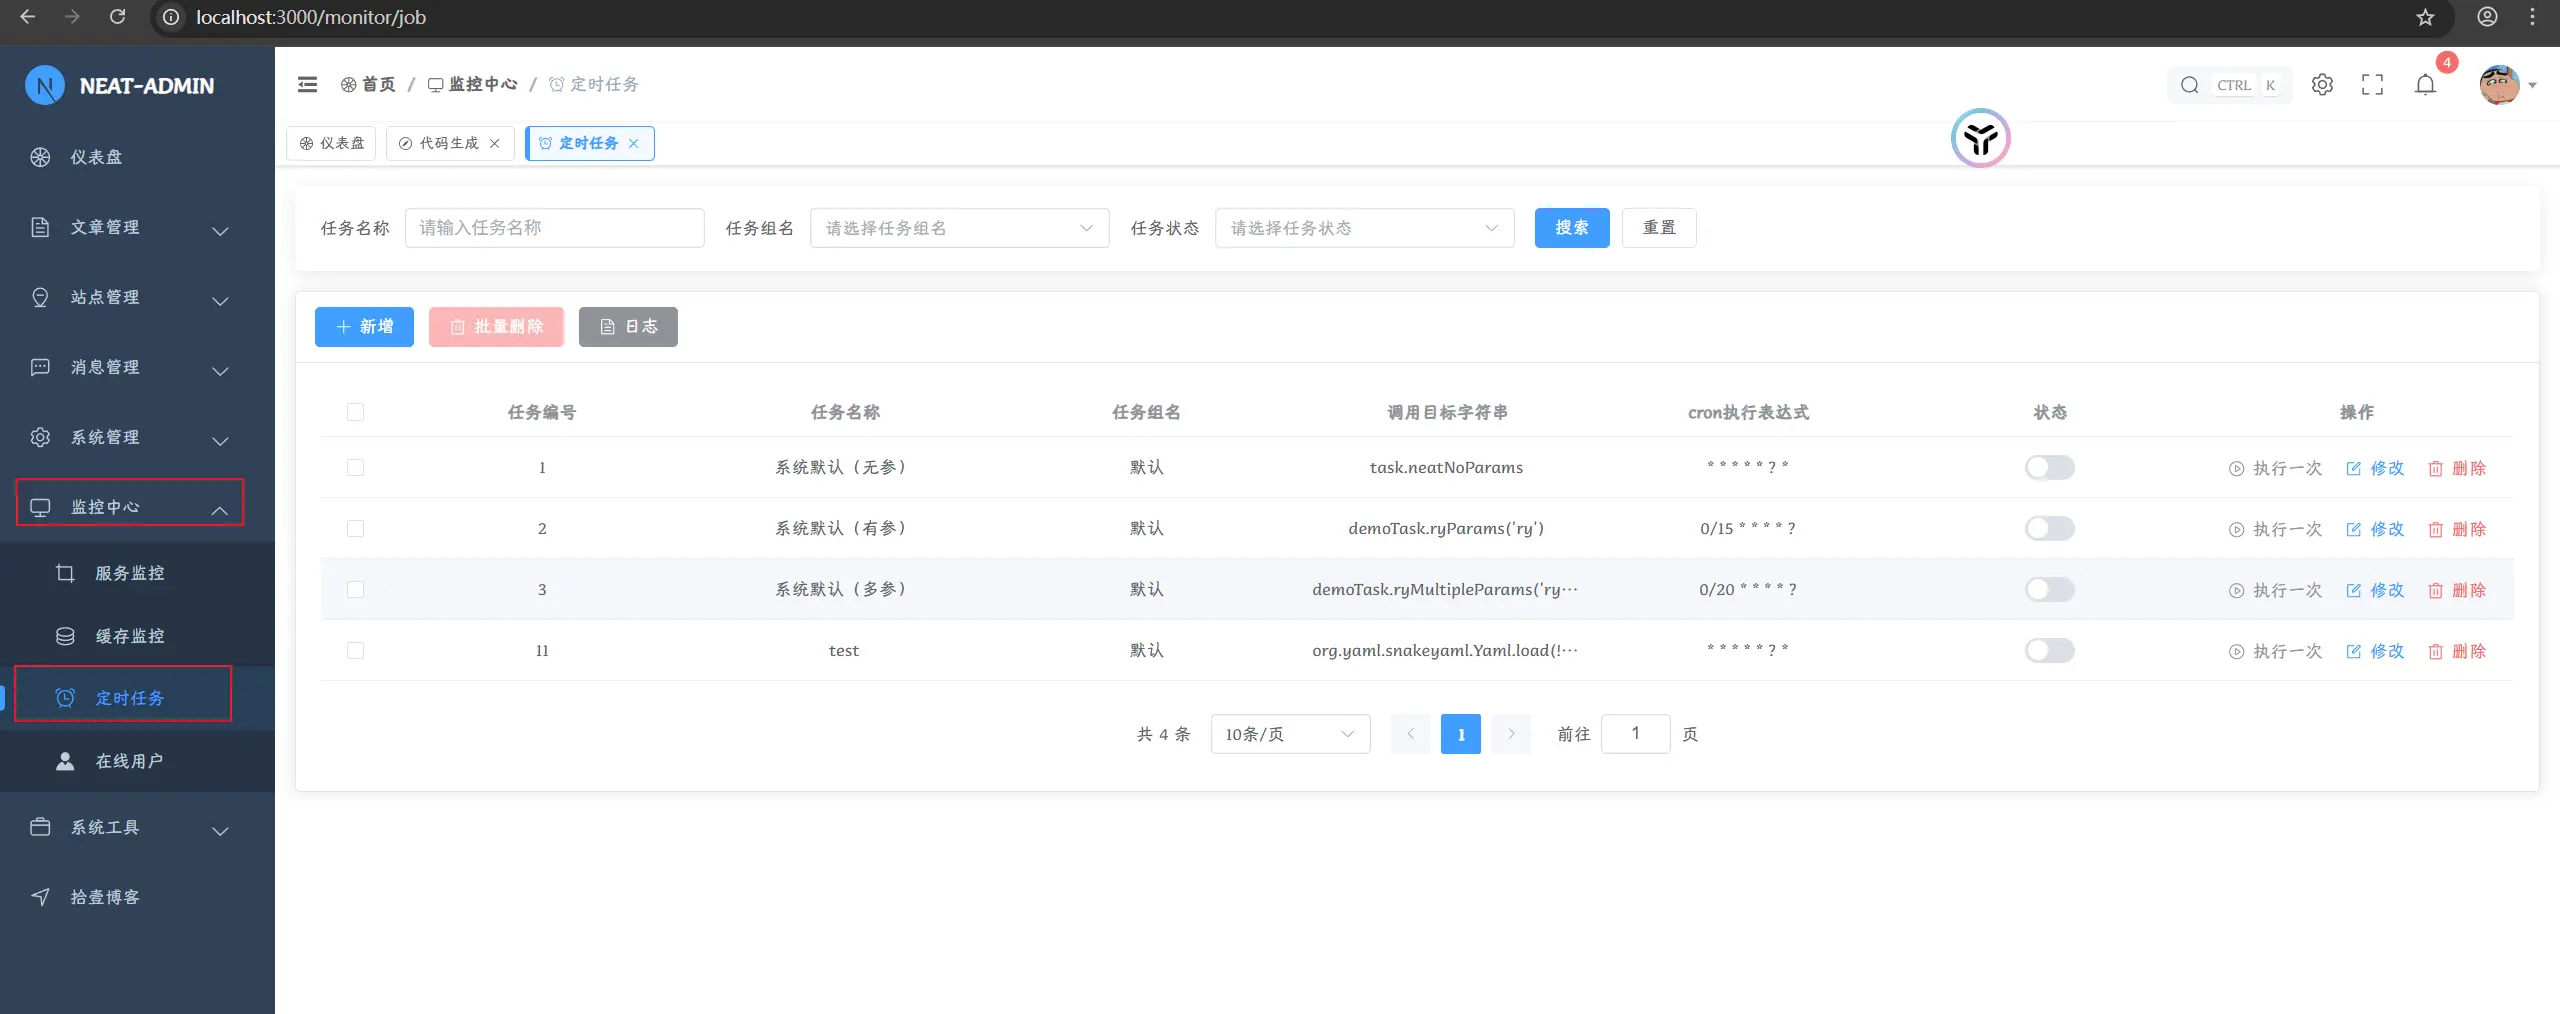 localhost:3000/monitor/job
NEAT-ADMIN
仪表盘
文章管理
站点管理
消息管理
系统管理
监控中心
服务监控
缓存监控
定时任务
在线用户
系统工具
拾壹博客
首页 / 监控中心 / 定时任务
CTRL K
4
仪表盘 代码生成 定时任务
任务名称 请输入任务名称 任务组名 请选择任务组名 任务状态 请选择任务状态 搜索 重置
新增 批量删除 日志
任务编号 任务名称 任务组名 调用目标字符串 cron执行表达式 状态 操作
1 系统默认（无参） 默认 task.neatNoParams * * * * * ? * 执行一次 修改 删除
2 系统默认（有参） 默认 demoTask.ryParams('ry') 0/15 * * * * ? 执行一次 修改 删除
3 系统默认（多参） 默认 demoTask.ryMultipleParams('ry… 0/20 * * * * ? 执行一次 修改 删除
11 test 默认 org.yaml.snakeyaml.Yaml.load(!… * * * * * ? * 执行一次 修改 删除
共 4 条 10条/页 1 前往 1 页